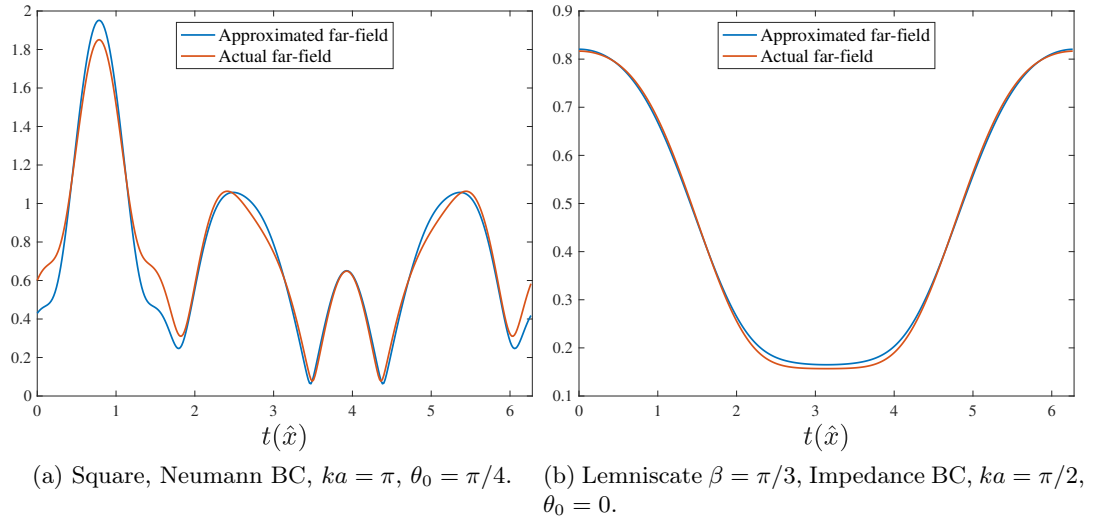 2
1.8
1.6
1.4
1.2
1
0.8
0.6
0.4
0.2
0
0 1 2 3 4 5 6
Approximated far-field
Actual far-field
t(x̂)
(a) Square, Neumann BC, ka = π, θ₀ = π/4.
0.9
0.8
0.7
0.6
0.5
0.4
0.3
0.2
0.1
0 1 2 3 4 5 6
Approximated far-field
Actual far-field
t(x̂)
(b) Lemniscate β = π/3, Impedance BC, ka = π/2,
θ₀ = 0.